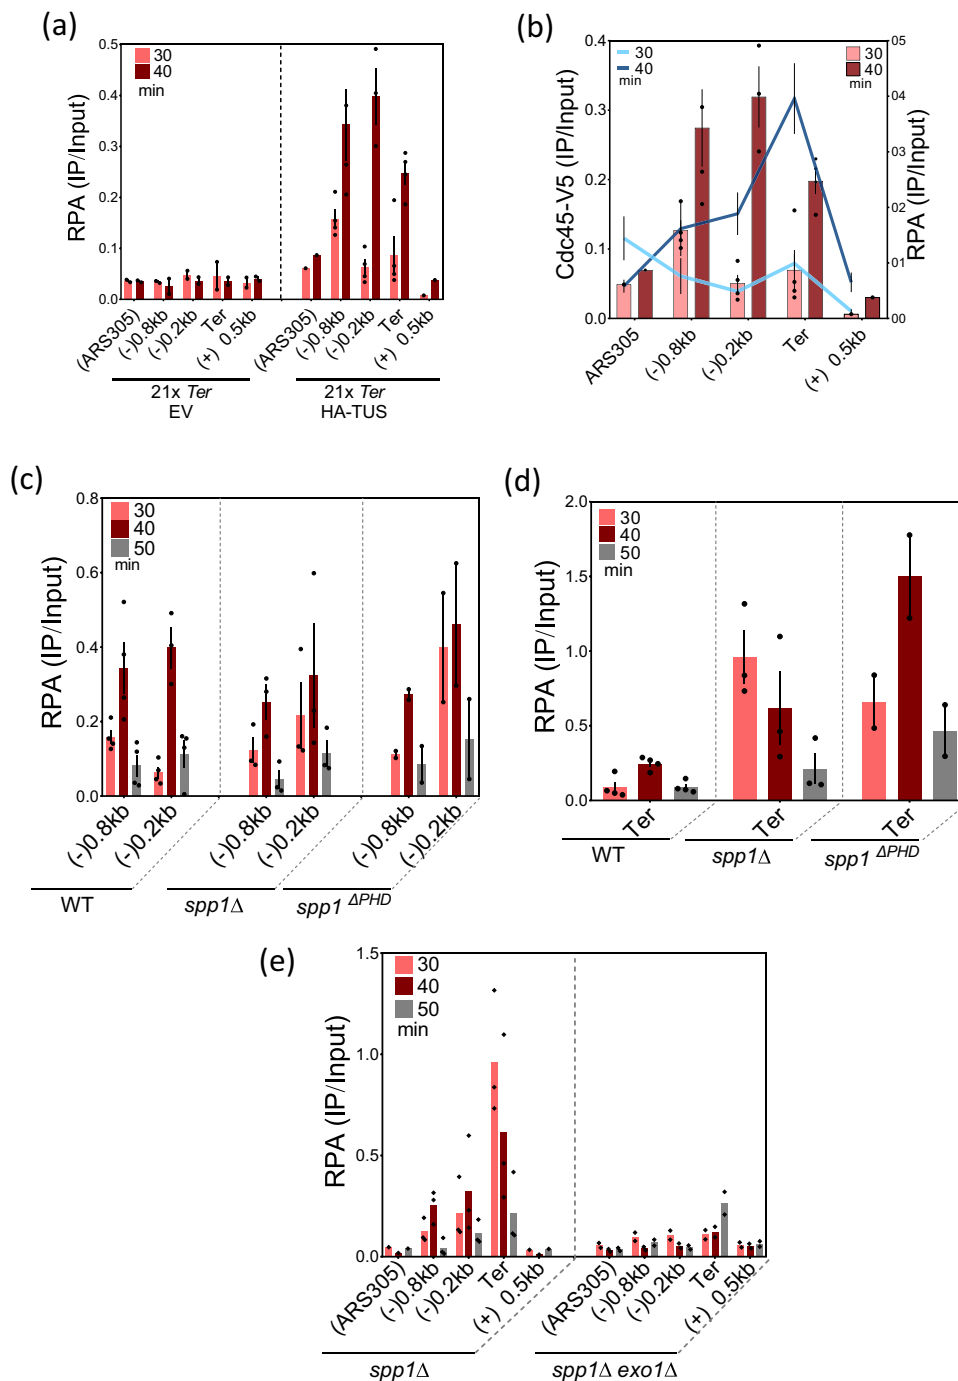 (a)
RPA (IP/Input)
0.5
0.4
0.3
0.2
0.1
0.0
30
40
min
(ARS305)
(-)0.8kb
(-)0.2kb
Ter
(+) 0.5kb
(ARS305)
(-)0.8kb
(-)0.2kb
Ter
(+) 0.5kb
21x Ter
EV
21x Ter
HA-TUS
(b)
Cdc45-V5 (IP/Input)
0.4
0.3
0.2
0.1
0.0
30
40
min
30
40
min
05
04
03
02
01
00
RPA (IP/Input)
ARS305
(-)0.8kb
(-)0.2kb
Ter
(+) 0.5kb
(c)
RPA (IP/Input)
0.8
0.6
0.4
0.2
0.0
30
40
50
min
(-)0.8kb
(-)0.2kb
(-)0.8kb
(-)0.2kb
(-)0.8kb
(-)0.2kb
WT
spp1Δ
spp1 ΔPHD
(d)
RPA (IP/Input)
2.0
1.5
1.0
0.5
0.0
30
40
50
min
Ter
Ter
Ter
WT
spp1Δ
spp1 ΔPHD
(e)
RPA (IP/Input)
1.5
1.0
0.5
0.0
30
40
50
min
(ARS305)
(-)0.8kb
(-)0.2kb
Ter
(+) 0.5kb
(ARS305)
(-)0.8kb
(-)0.2kb
Ter
(+) 0.5kb
spp1Δ
spp1Δ exo1Δ